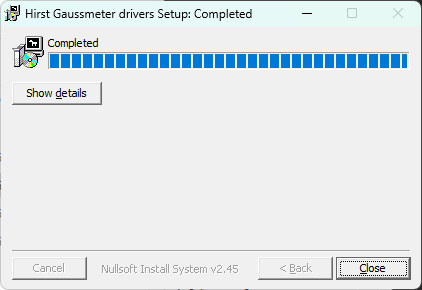 Hirst Gaussmeter drivers Setup: Completed
Completed
Show details
Cancel
Nullsoft Install System v2.45
< Back
Close